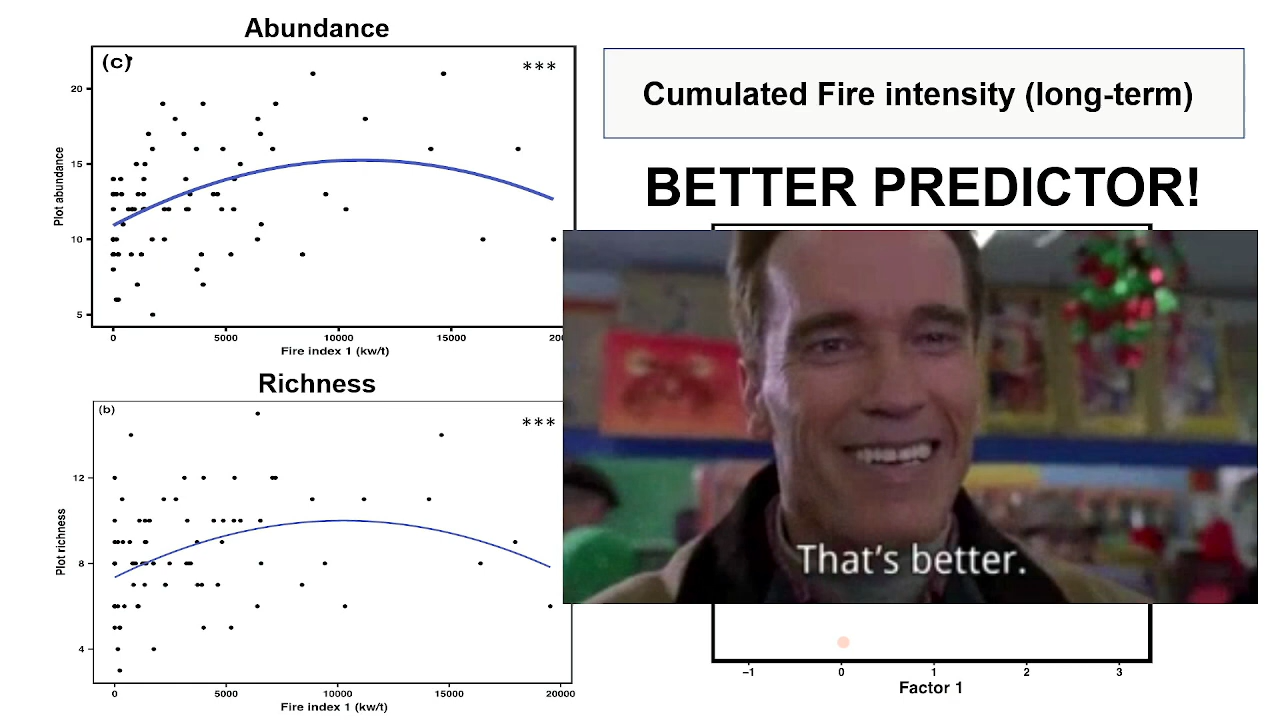 Abundance
(c)
***
20
15
10
5
Plot abundance
0
5000
10000
15000
Fire index 1 (kw/t)
Richness
(b)
***
12
8
4
Plot richness
0
5000
10000
15000
20000
Fire index 1 (kw/t)
Cumulated Fire intensity (long-term)
BETTER PREDICTOR!
That's better.
−1
0
1
2
3
Factor 1